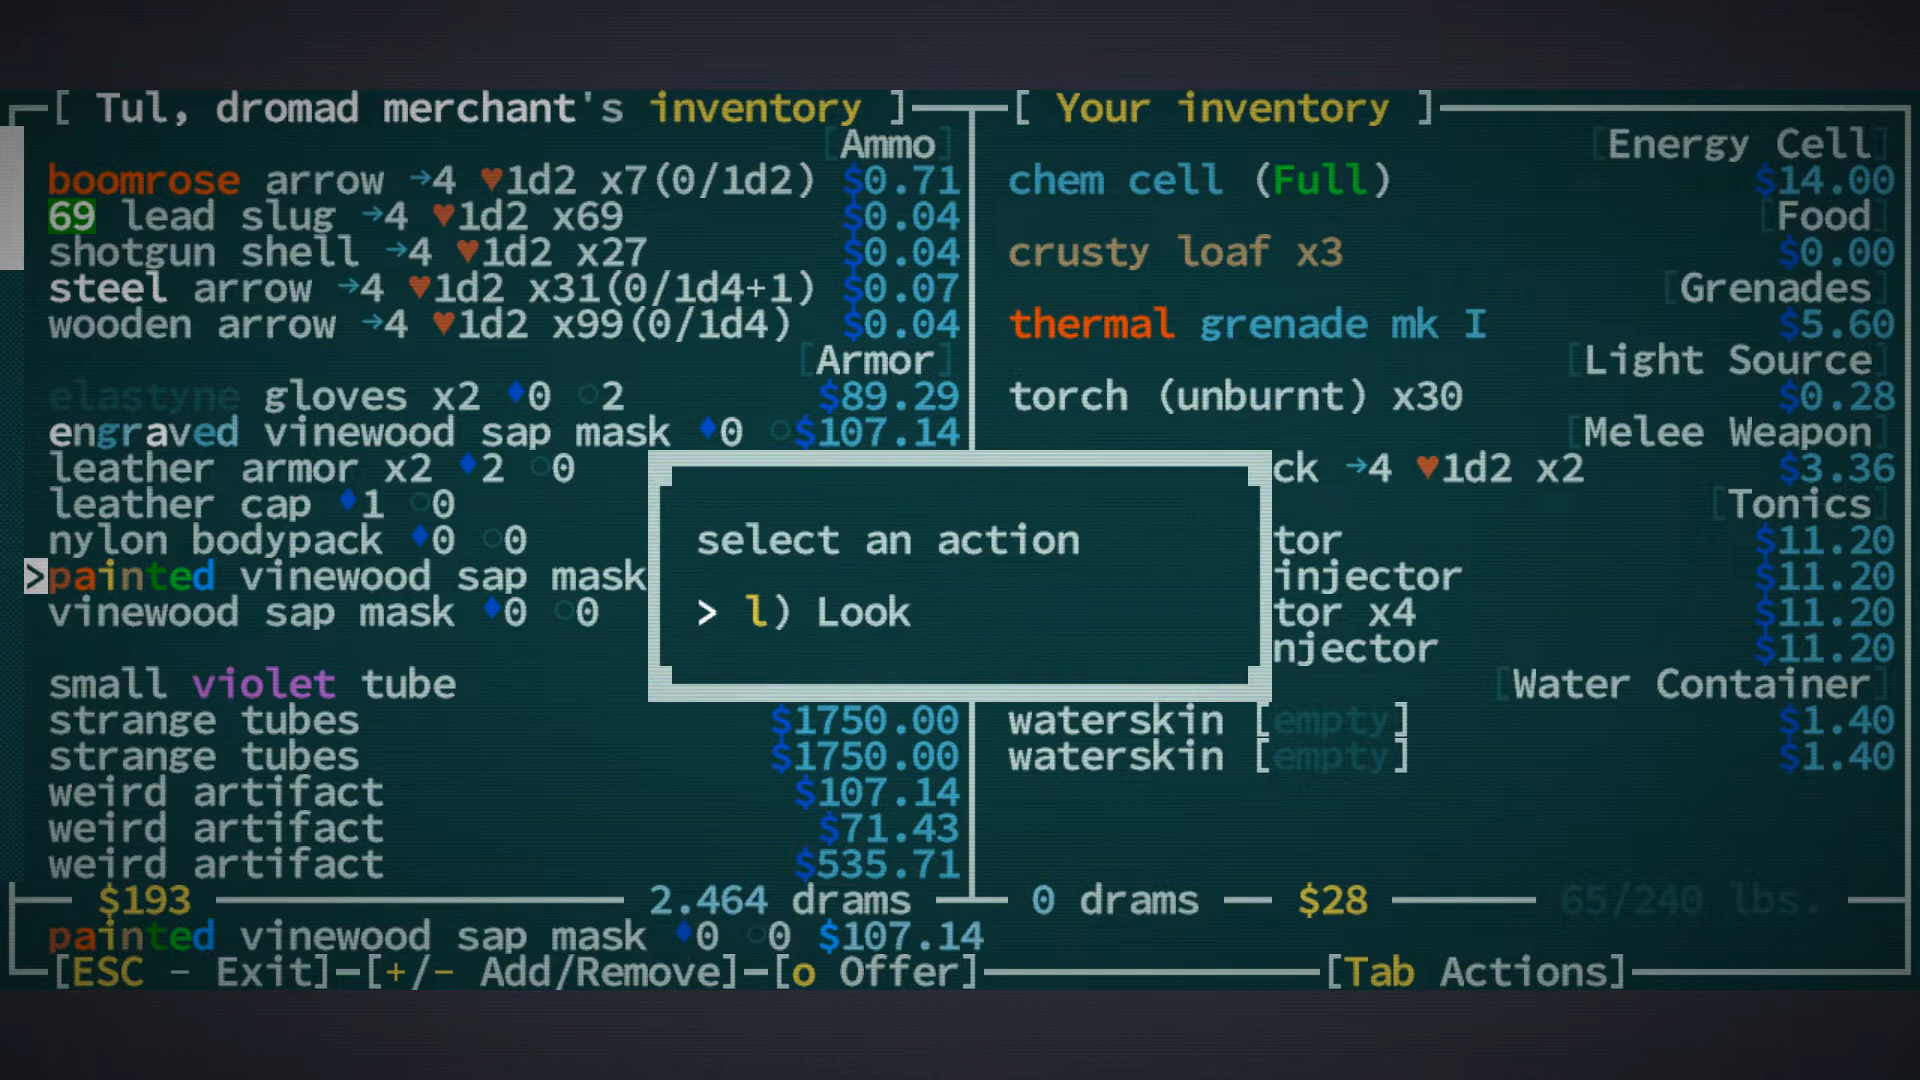 [ Tul, dromad merchant's inventory ]
[Ammo]
boomrose arrow →4 ♥1d2 x7(0/1d2) $0.71
69 lead slug →4 ♥1d2 x69 $0.04
shotgun shell →4 ♥1d2 x27 $0.04
steel arrow →4 ♥1d2 x31(0/1d4+1) $0.07
wooden arrow →4 ♥1d2 x99(0/1d4) $0.04
[Armor]
elastyne gloves x2 ♦0 ○2 $89.29
engraved vinewood sap mask ♦0 ○ $107.14
leather armor x2 ♦2 ○0
leather cap ♦1 ○0
nylon bodypack ♦0 ○0
>painted vinewood sap mask
vinewood sap mask ♦0 ○0
small violet tube
strange tubes $1750.00
strange tubes $1750.00
weird artifact $107.14
weird artifact $71.43
weird artifact $535.71
$193 2.464 drams
[ Your inventory ]
[Energy Cell]
chem cell (Full) $14.00
[Food]
crusty loaf x3 $0.00
[Grenades]
thermal grenade mk I $5.60
[Light Source]
torch (unburnt) x30 $0.28
[Melee Weapon]
ck →4 ♥1d2 x2 $3.36
[Tonics]
tor $11.20
injector $11.20
tor x4 $11.20
njector $11.20
[Water Container]
waterskin [empty] $1.40
waterskin [empty] $1.40
0 drams $28 65/240 lbs.
select an action
> l) Look
painted vinewood sap mask ♦0 ○0 $107.14
[ESC - Exit] [+/- Add/Remove] [o Offer] [Tab Actions]